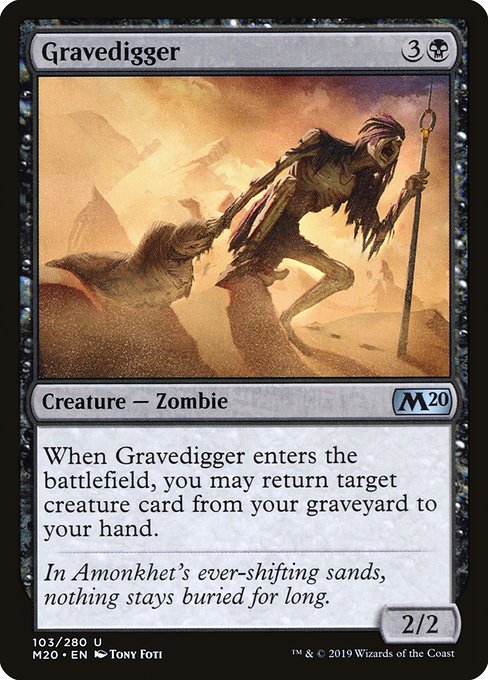 Gravedigger 3
Creature — Zombie M20
When Gravedigger enters the
battlefield, you may return target
creature card from your graveyard to
your hand.
In Amonkhet's ever-shifting sands,
nothing stays buried for long.
2/2
103/280 U
M20 • EN Tony Foti
™ & © 2019 Wizards of the Coast